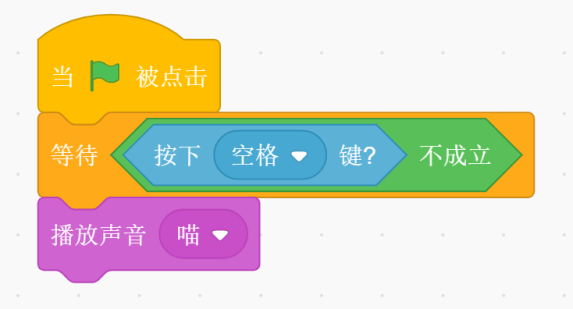 当 被点击
等待 按下 空格 键? 不成立
播放声音 喵